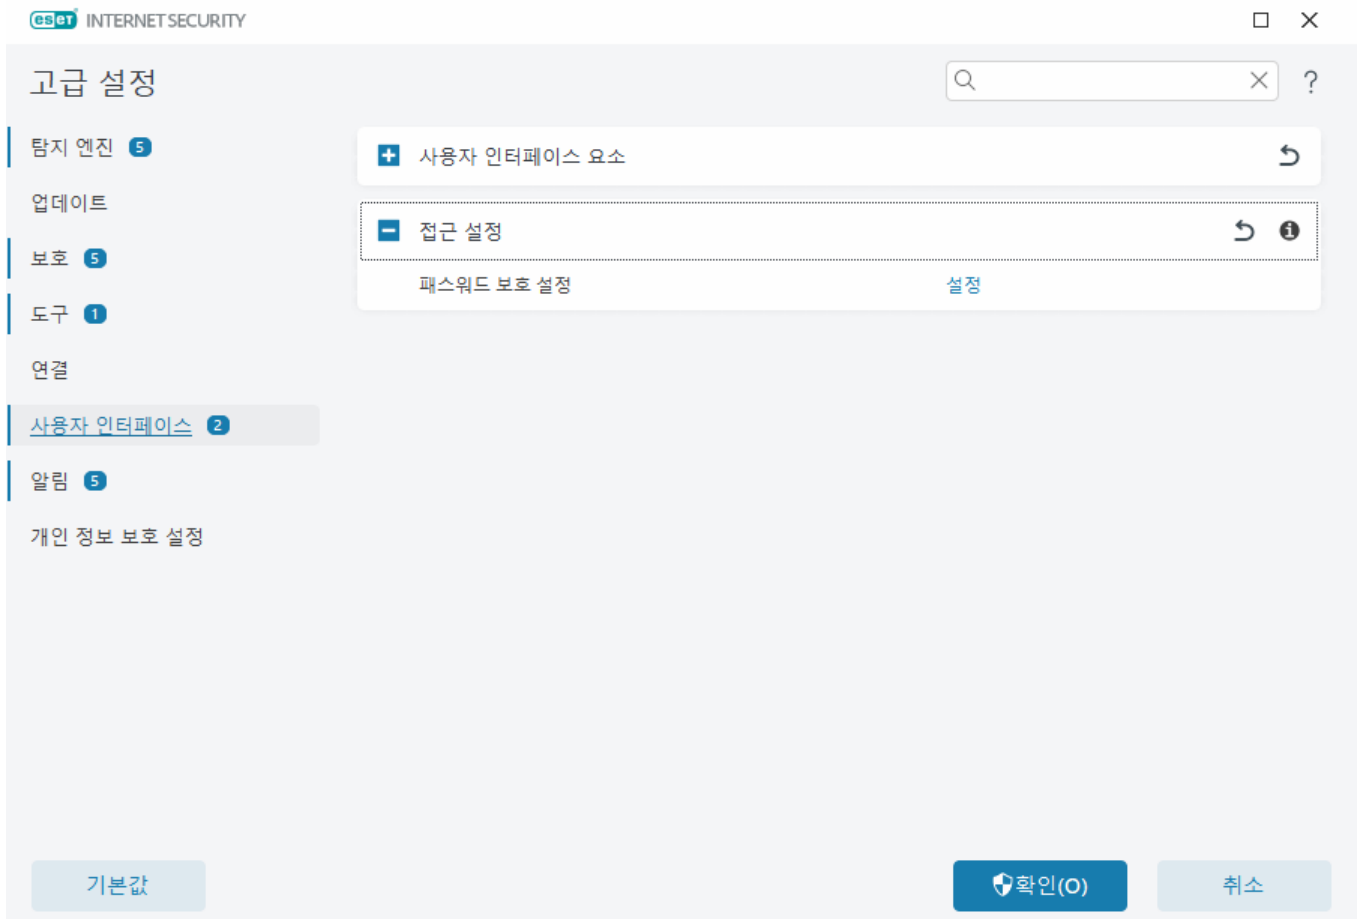 eset INTERNET SECURITY
고급 설정
?
탐지 엔진 5
업데이트
보호 5
도구 1
연결
사용자 인터페이스 2
알림 5
개인 정보 보호 설정
사용자 인터페이스 요소
접근 설정
패스워드 보호 설정 설정
기본값
확인(O)
취소